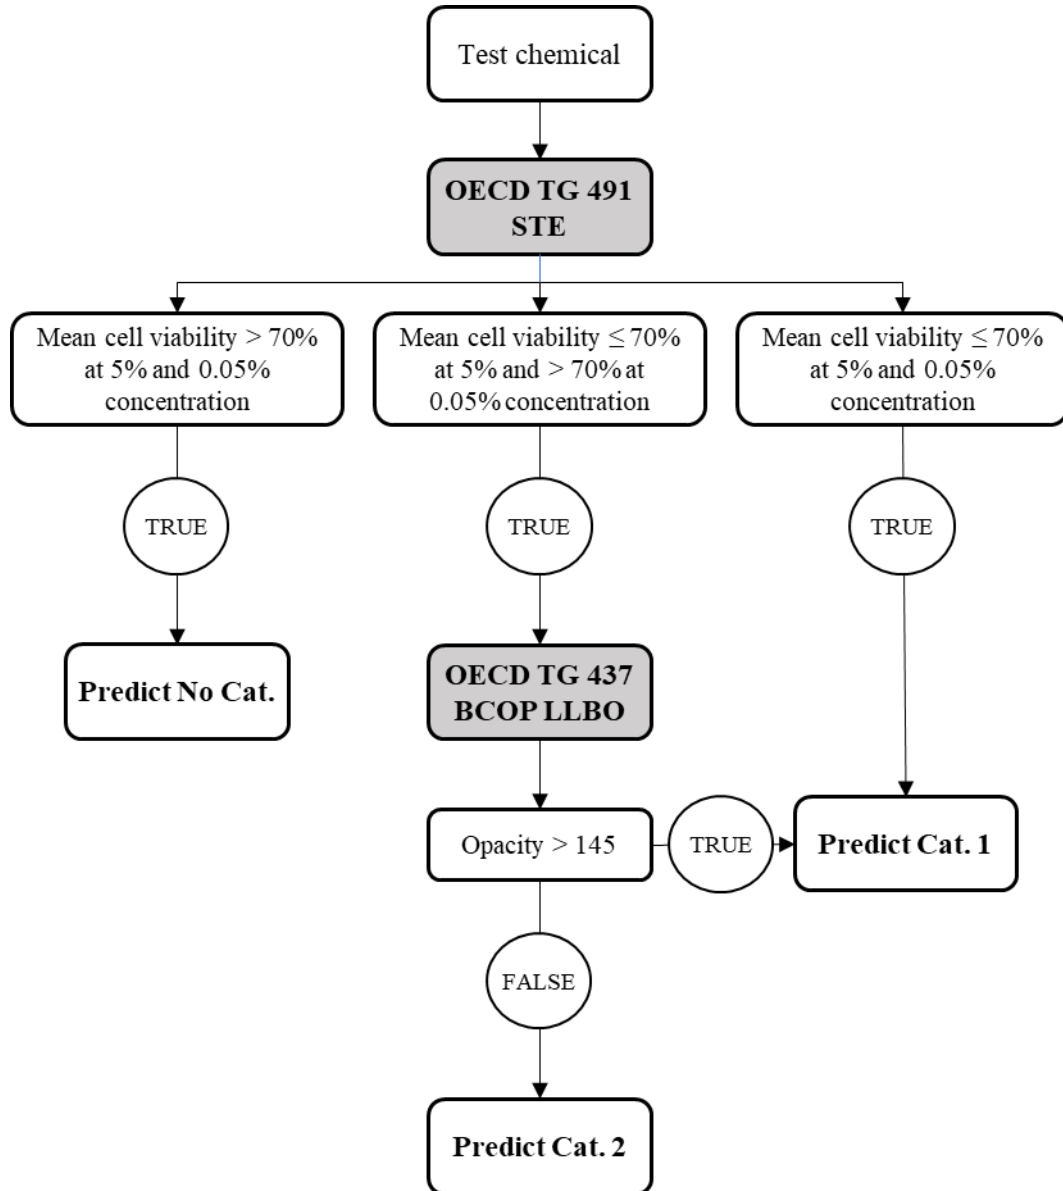 Test chemical
OECD TG 491
STE
Mean cell viability > 70%
at 5% and 0.05%
concentration
Mean cell viability ≤ 70%
at 5% and > 70% at
0.05% concentration
Mean cell viability ≤ 70%
at 5% and 0.05%
concentration
TRUE
TRUE
TRUE
Predict No Cat.
OECD TG 437
BCOP LLBO
Opacity > 145
TRUE
Predict Cat. 1
FALSE
Predict Cat. 2